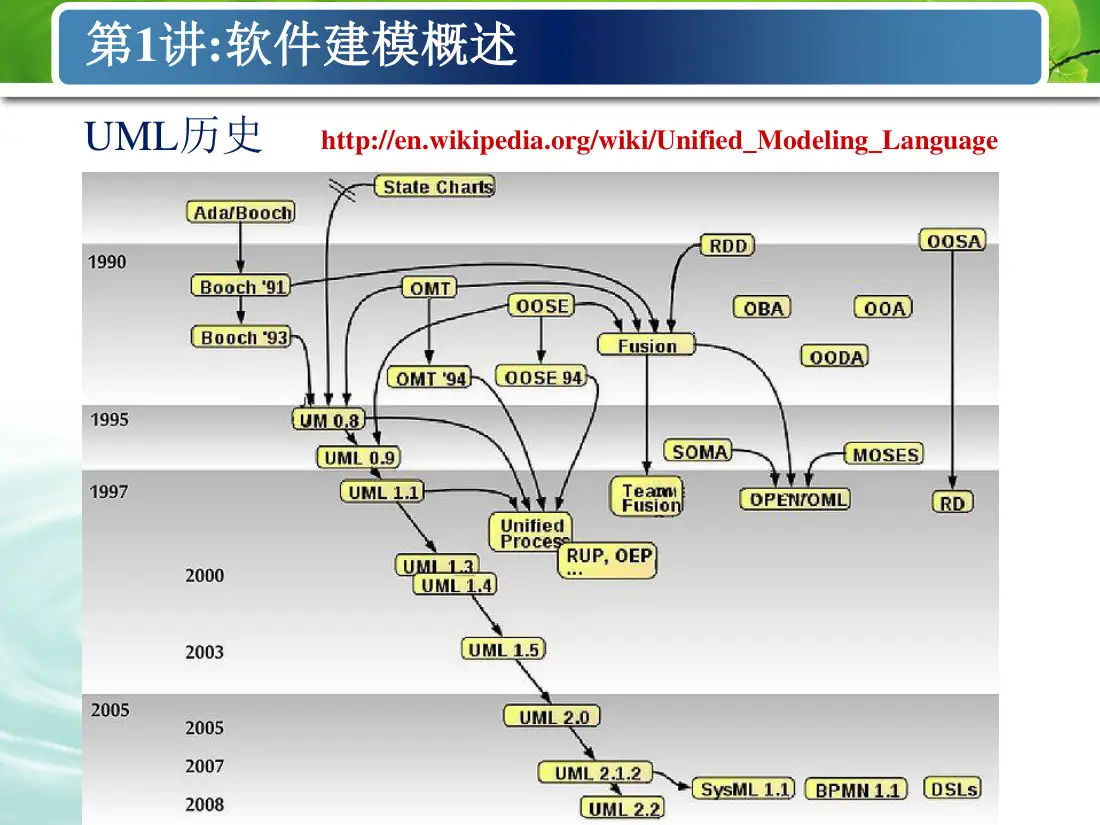 第1讲:软件建模概述
UML历史
http://en.wikipedia.org/wiki/Unified_Modeling_Language
State Charts
Ada/Booch
RDD
OOSA
1990
Booch '91
OMT
OOSE
OBA
OOA
Booch '93
Fusion
OODA
OMT '94
OOSE 94
1995
UM 0.8
UML 0.9
SOMA
MOSES
1997
UML 1.1
Team
Fusion
OPEN/OML
RD
Unified
Process
RUP, OEP
...
UML 1.3
2000
UML 1.4
2003
UML 1.5
2005
UML 2.0
2005
2007
UML 2.1.2
SysML 1.1
BPMN 1.1
DSLs
2008
UML 2.2